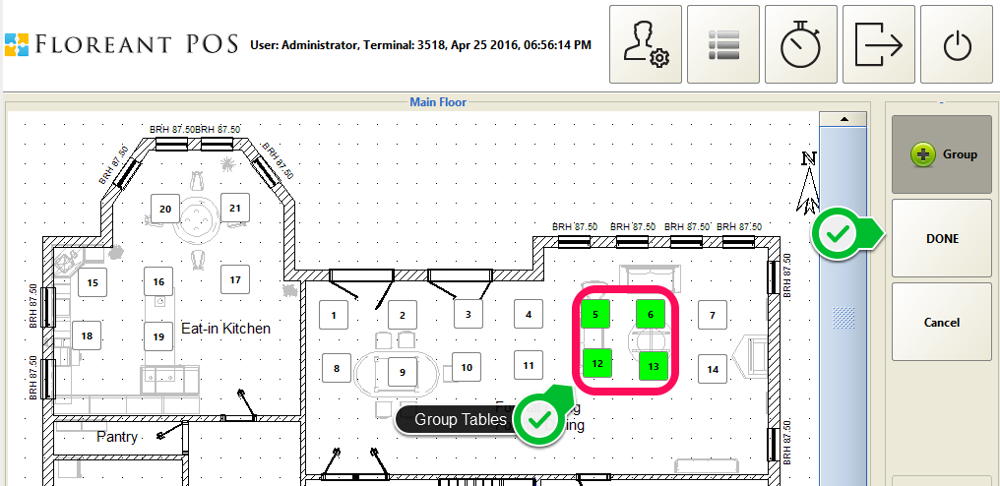 FLOREANT POS
User: Administrator, Terminal: 3518, Apr 25 2016, 06:56:14 PM
Main Floor
-
Group
DONE
Cancel
BRH 87.50
BRH 87.50
BRH 87.50
BRH 87.50
N
20
21
BRH 87.50
BRH 87.50
BRH 87.50
BRH 87.50
BRH 87.50
15
16
17
BRH 87.50
1
2
3
4
5
6
7
18
19
Eat-in Kitchen
8
9
10
11
12
13
14
BRH 87.50
Group Tables
Pantry
BRH 87.50